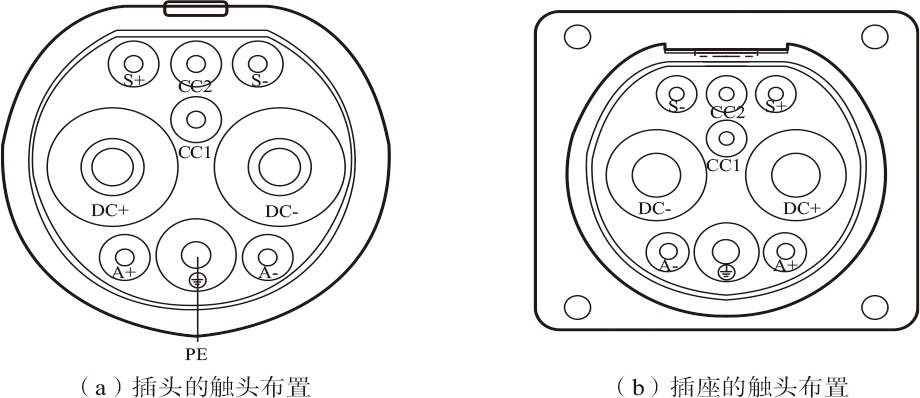 S+ CC2 S-
CC1
DC+ DC-
A+ A-
PE
（a）插头的触头布置
S- CC2 S+
CC1
DC- DC+
A- A+
（b）插座的触头布置